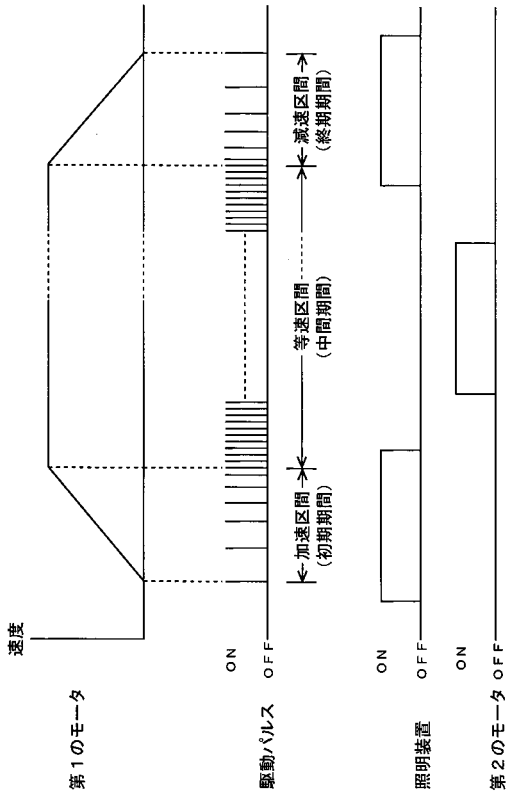 速度
第1のモータ
ON
OFF
駆動パルス
加速区間
(初期期間)
等速区間
(中間期間)
減速区間
(終期期間)
ON
OFF
照明装置
ON
OFF
第2のモータ